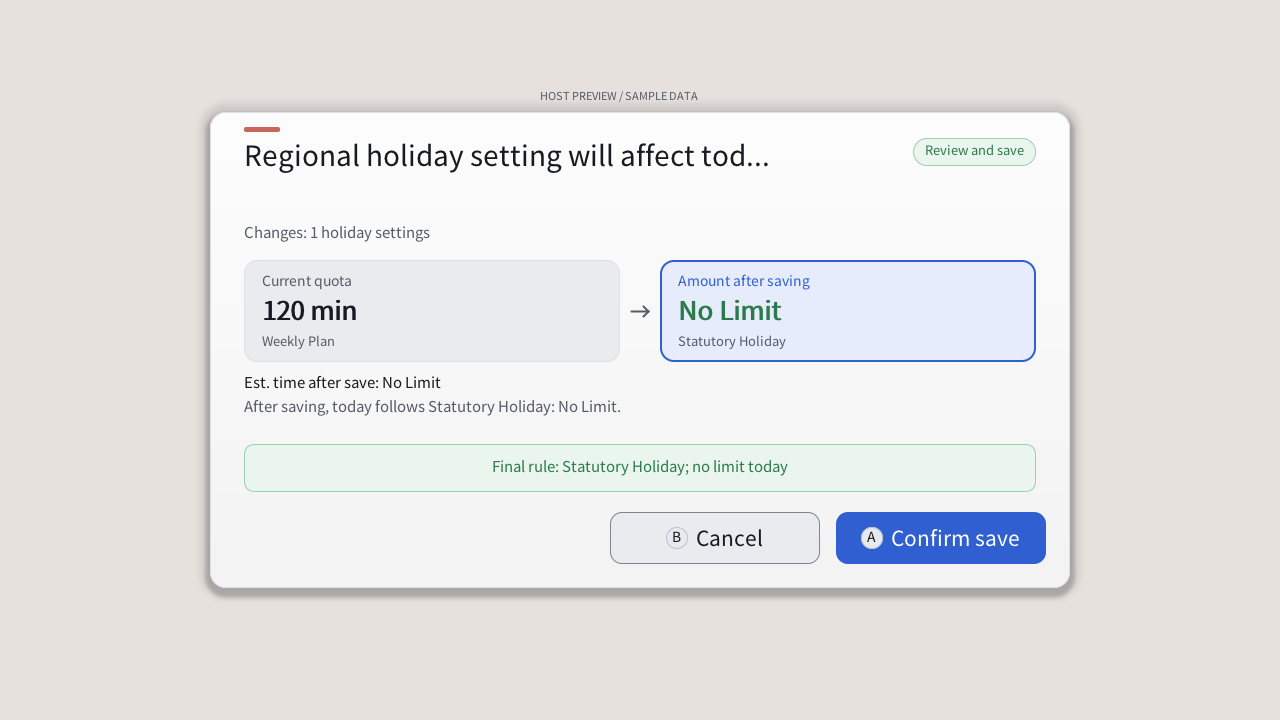 HOST PREVIEW / SAMPLE DATA
Regional holiday setting will affect tod...
Review and save
Changes: 1 holiday settings
Current quota
120 min
Weekly Plan
→
Amount after saving
No Limit
Statutory Holiday
Est. time after save: No Limit
After saving, today follows Statutory Holiday: No Limit.
Final rule: Statutory Holiday; no limit today
B Cancel
A Confirm save